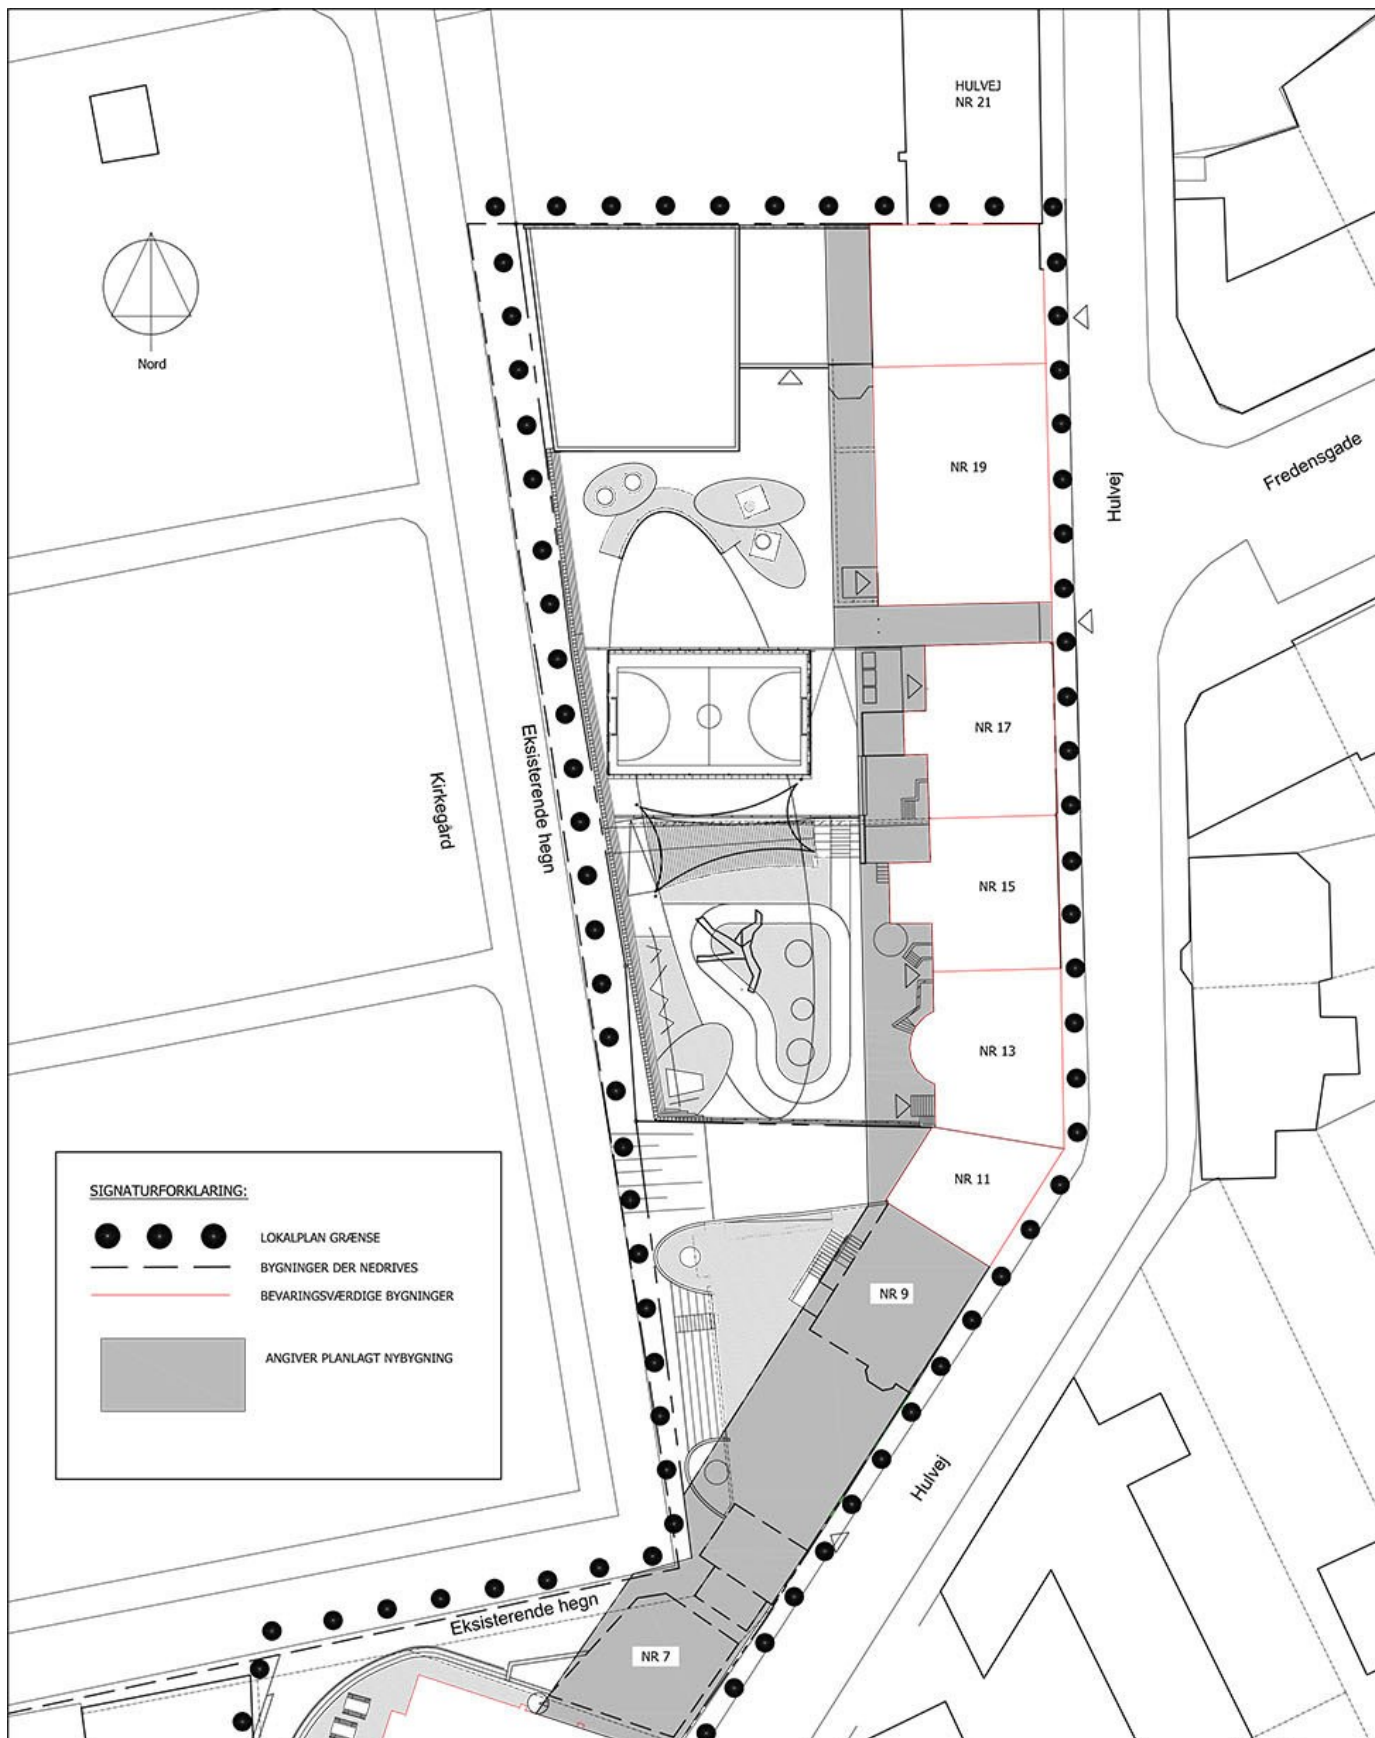 HULVEJ
NR 21
Nord
NR 19
Hulvej
Fredensgade
NR 17
Eksisterende hegn
Kirkegård
NR 15
NR 13
NR 11
SIGNATURFORKLARING:
LOKALPLAN GRÆNSE
BYGNINGER DER NEDRIVES
BEVARINGSVÆRDIGE BYGNINGER
ANGIVER PLANLAGT NYBYGNING
NR 9
Hulvej
Eksisterende hegn
NR 7